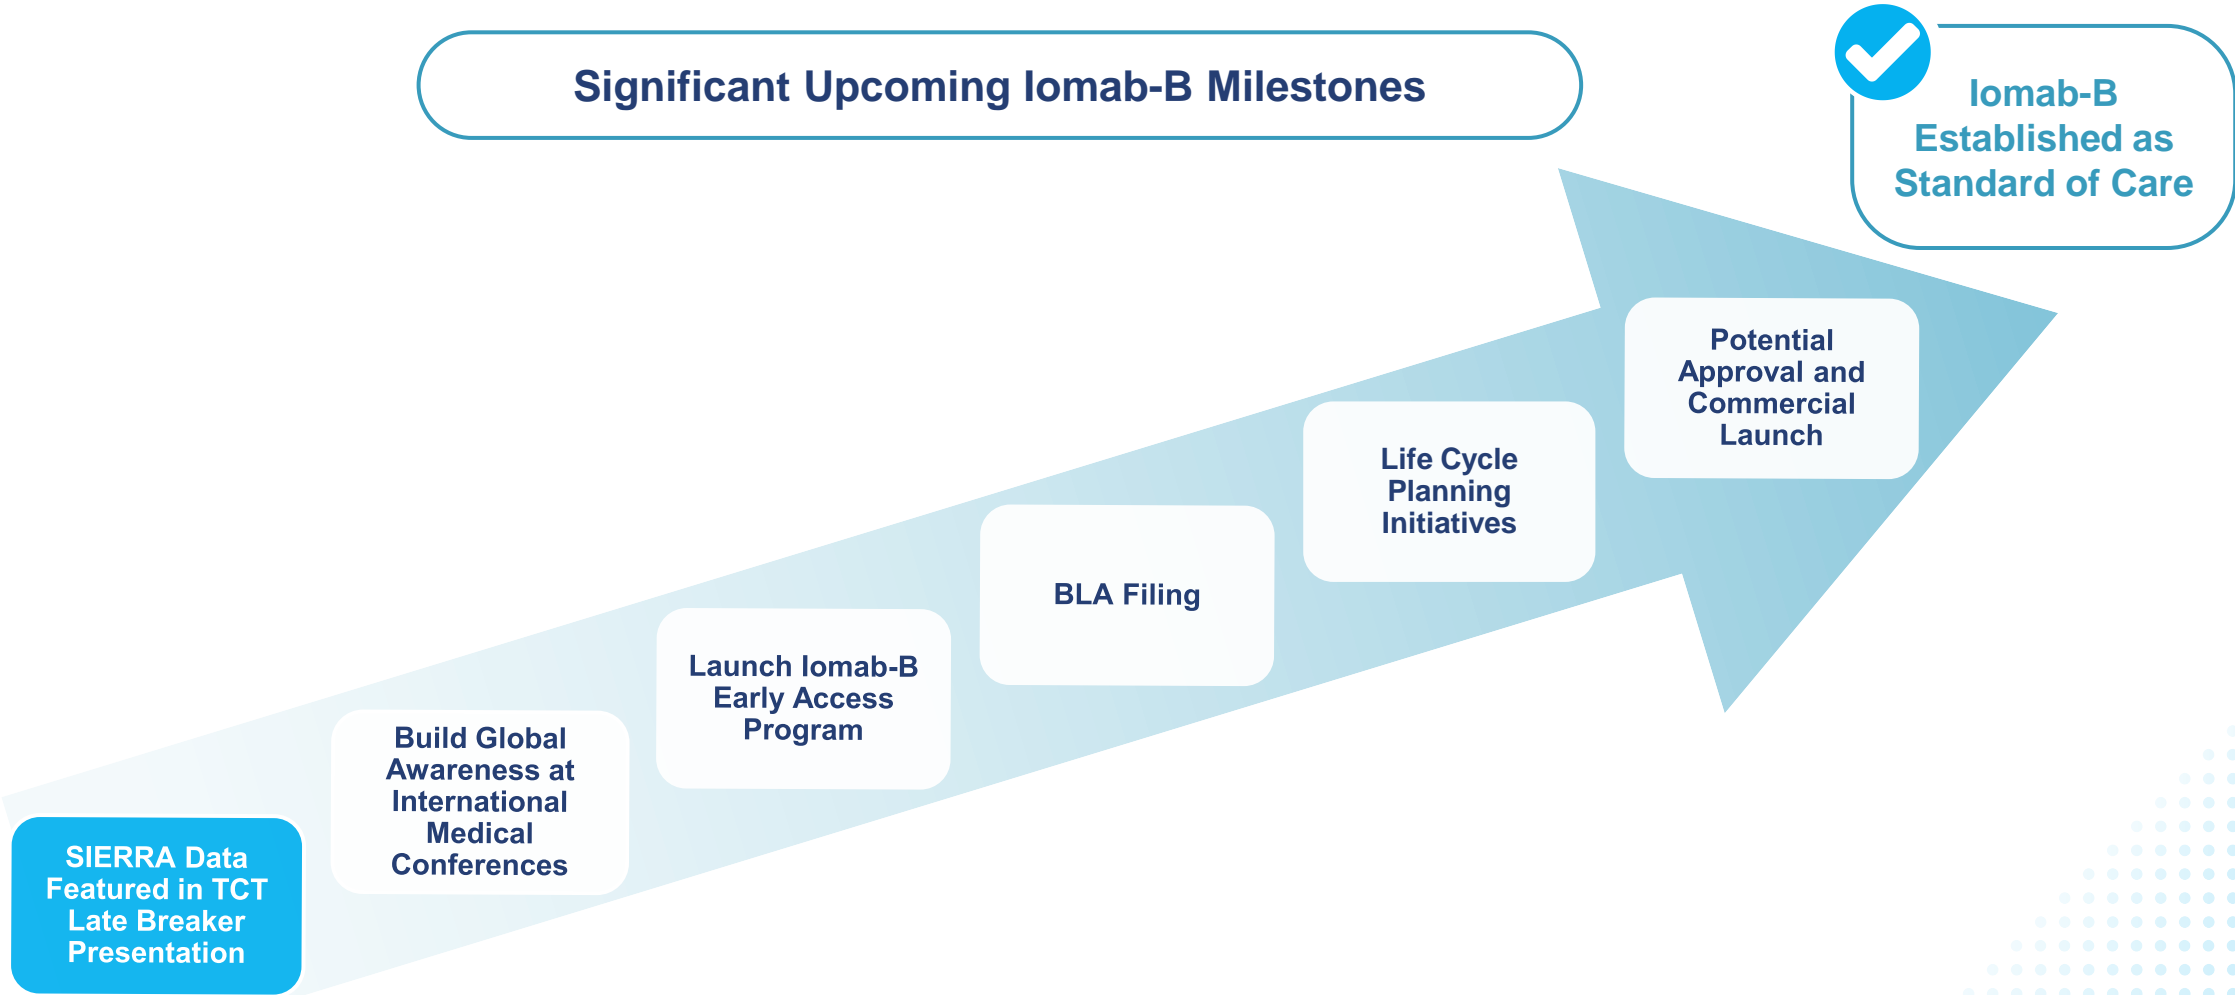 Significant Upcoming Iomab-B Milestones
Iomab-B
Established as
Standard of Care
Potential
Approval and
Commercial
Launch
Life Cycle
Planning
Initiatives
BLA Filing
Launch Iomab-B
Early Access
Program
Build Global
Awareness at
International
Medical
Conferences
SIERRA Data
Featured in TCT
Late Breaker
Presentation